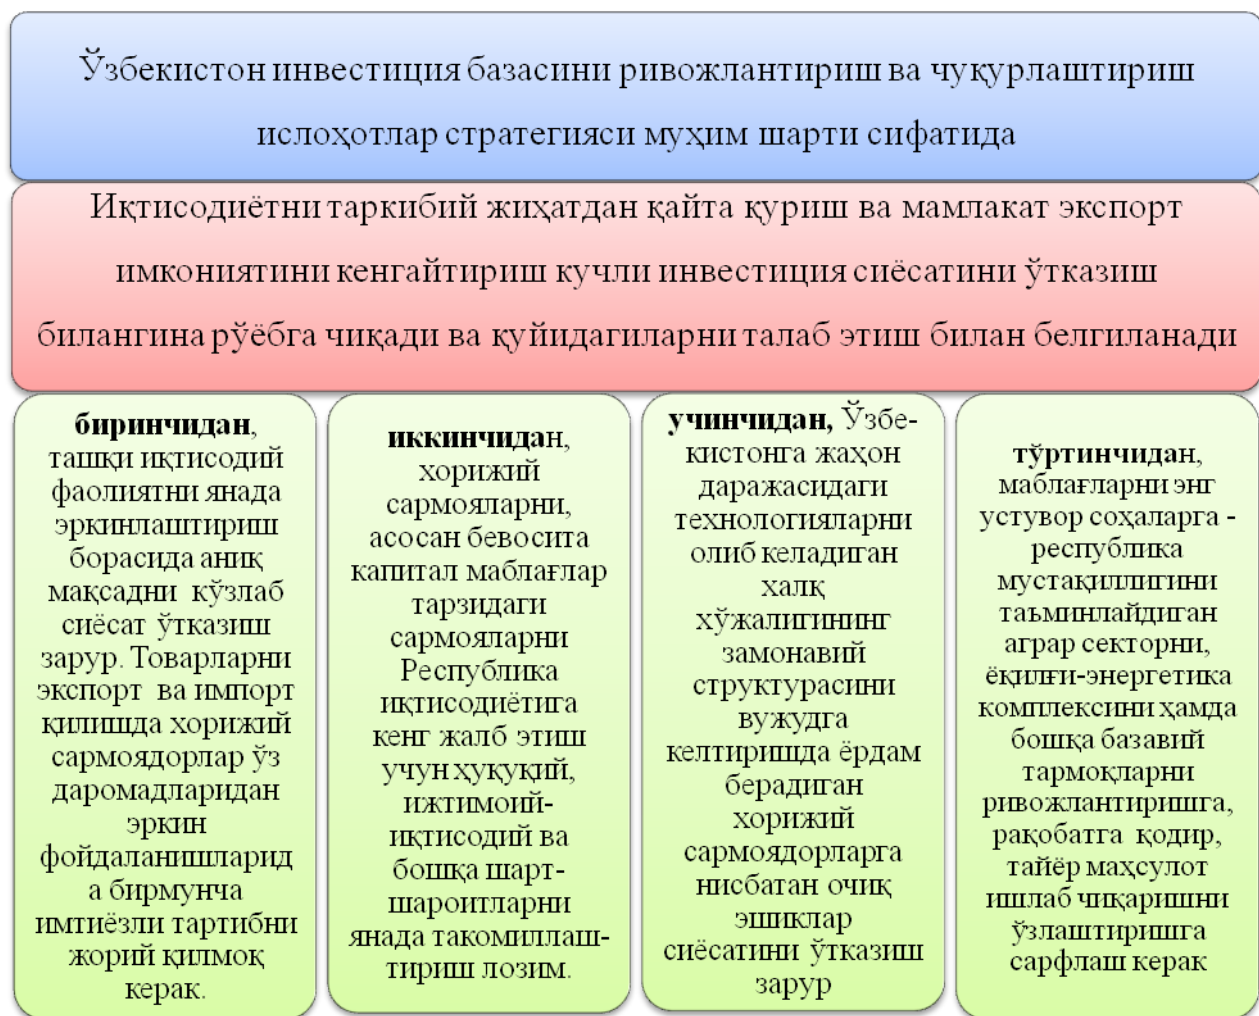 Ўзбекистон инвестиция базасини ривожлантириш ва чуқурлаштириш
ислоҳотлар стратегияси муҳим шарти сифатида
Иқтисодиётни таркибий жиҳатдан қайта қуриш ва мамлакат экспорт
имкониятини кенгайтириш кучли инвестиция сиёсатини ўтказиш
билангина рўёбга чиқади ва қуйидагиларни талаб этиш билан белгиланади
биринчидан,
ташқи иқтисодий
фаолиятни янада
эркинлаштириш
борасида аниқ
мақсадни кўзлаб
сиёсат ўтказиш
зарур. Товарларни
экспорт ва импорт
қилишда хорижий
сармоядорлар ўз
даромадларидан
эркин
фойдаланишларид
а бирмунча
имтиёзли тартибни
жорий қилмоқ
керак.
иккинчидан,
хорижий
сармояларни,
асосан бевосита
капитал маблағлар
тарзидаги
сармояларни
Республика
иқтисодиётига
кенг жалб этиш
учун ҳуқуқий,
ижтимоий-
иқтисодий ва
бошқа шарт-
шароитларни
янада такомиллаш-
тириш лозим.
учинчидан, Ўзбе-
кистонга жаҳон
даражасидаги
технологияларни
олиб келадиган
халқ
хўжалигининг
замонавий
структурасини
вужудга
келтиришда ёрдам
берадиган
хорижий
сармоядорларга
нисбатан очиқ
эшиклар
сиёсатини ўтказиш
зарур
тўртинчидан,
маблағларни энг
устувор соҳаларга -
республика
мустақиллигини
таъминлайдиган
аграр секторни,
ёқилғи-энергетика
комплексини ҳамда
бошқа базавий
тармоқларни
ривожлантиришга,
рақобатга қодир,
тайёр маҳсулот
ишлаб чиқаришни
ўзлаштиришга
сарфлаш керак